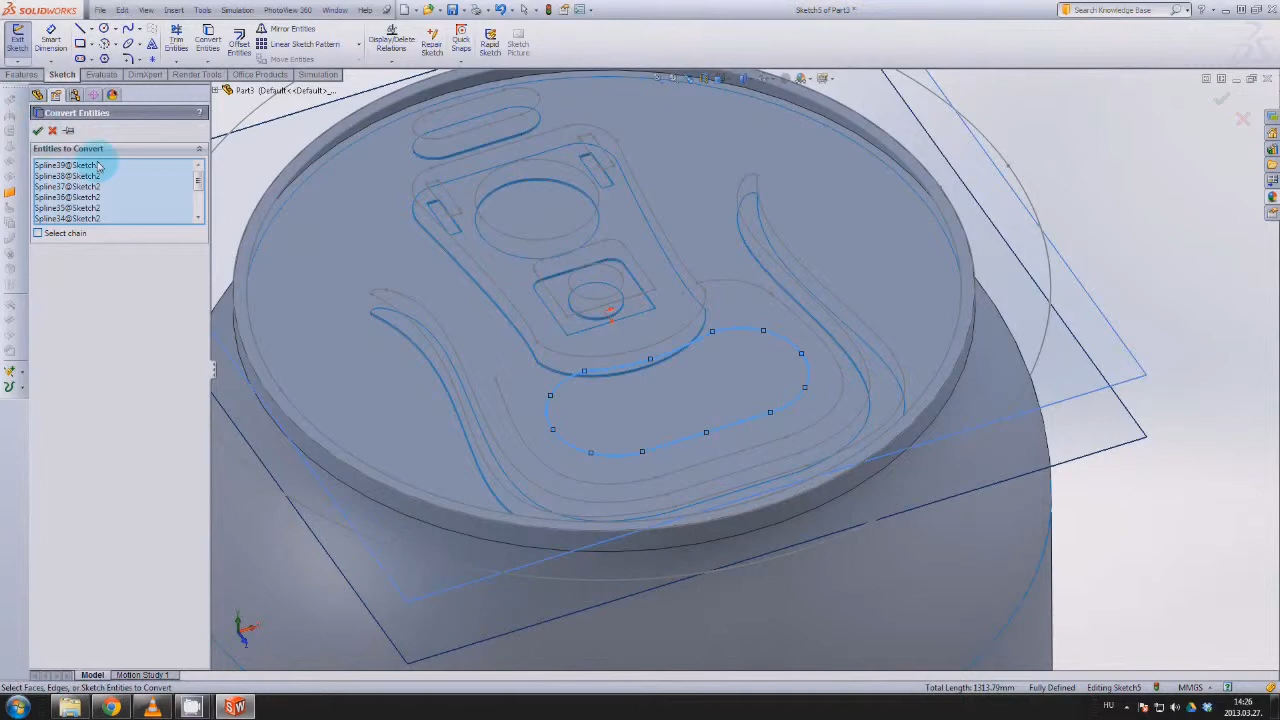 SOLIDWORKS File Edit View Insert Tools Simulation PhotoView 360 Window Help Sketch5 of Part3 * Search Knowledge Base
Exit Sketch Smart Dimension Trim Entities Convert Entities Offset Entities Mirror Entities Linear Sketch Pattern Move Entities Display/Delete Relations Repair Sketch Quick Snaps Rapid Sketch Sketch Picture
Features Sketch Evaluate DimXpert Render Tools Office Products Simulation
Part3 (Default<<Default>_...
Convert Entities ?
Entities to Convert
Spline39@Sketch2
Spline38@Sketch2
Spline37@Sketch2
Spline36@Sketch2
Spline35@Sketch2
Spline34@Sketch2
Select chain
Model Motion Study 1
Select Faces, Edges, or Sketch Entities to Convert Total Length: 1313.79mm Fully Defined Editing Sketch5 MMGS
HU 14:26
2013.03.27.